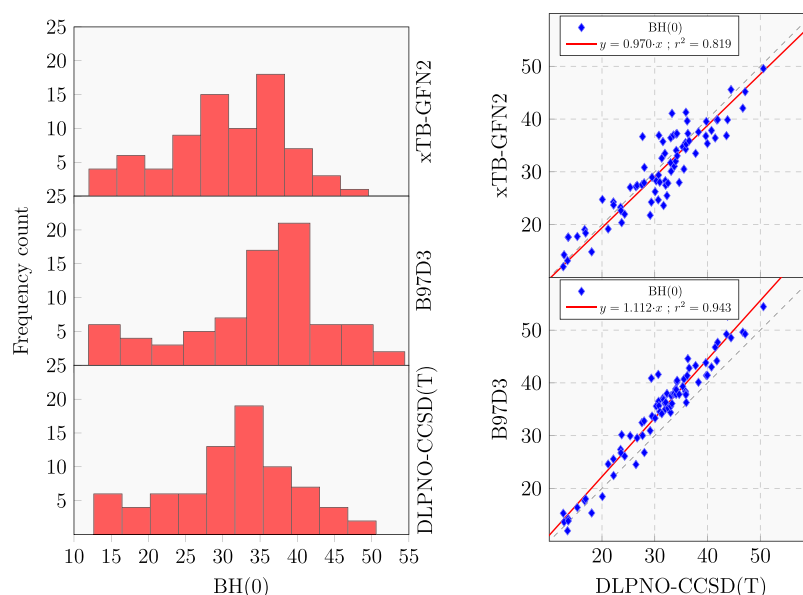 25
20
15
10
5
25
xTB-GFN2
20
15
10
5
25
B97D3
20
15
10
5
DLPNO-CCSD(T)
Frequency count
10 15 20 25 30 35 40 45 50 55
BH(0)
BH(0)
y = 0.970·x ; r² = 0.819
50
40
30
20
xTB-GFN2
BH(0)
y = 1.112·x ; r² = 0.943
50
40
30
20
B97D3
20 30 40 50
DLPNO-CCSD(T)